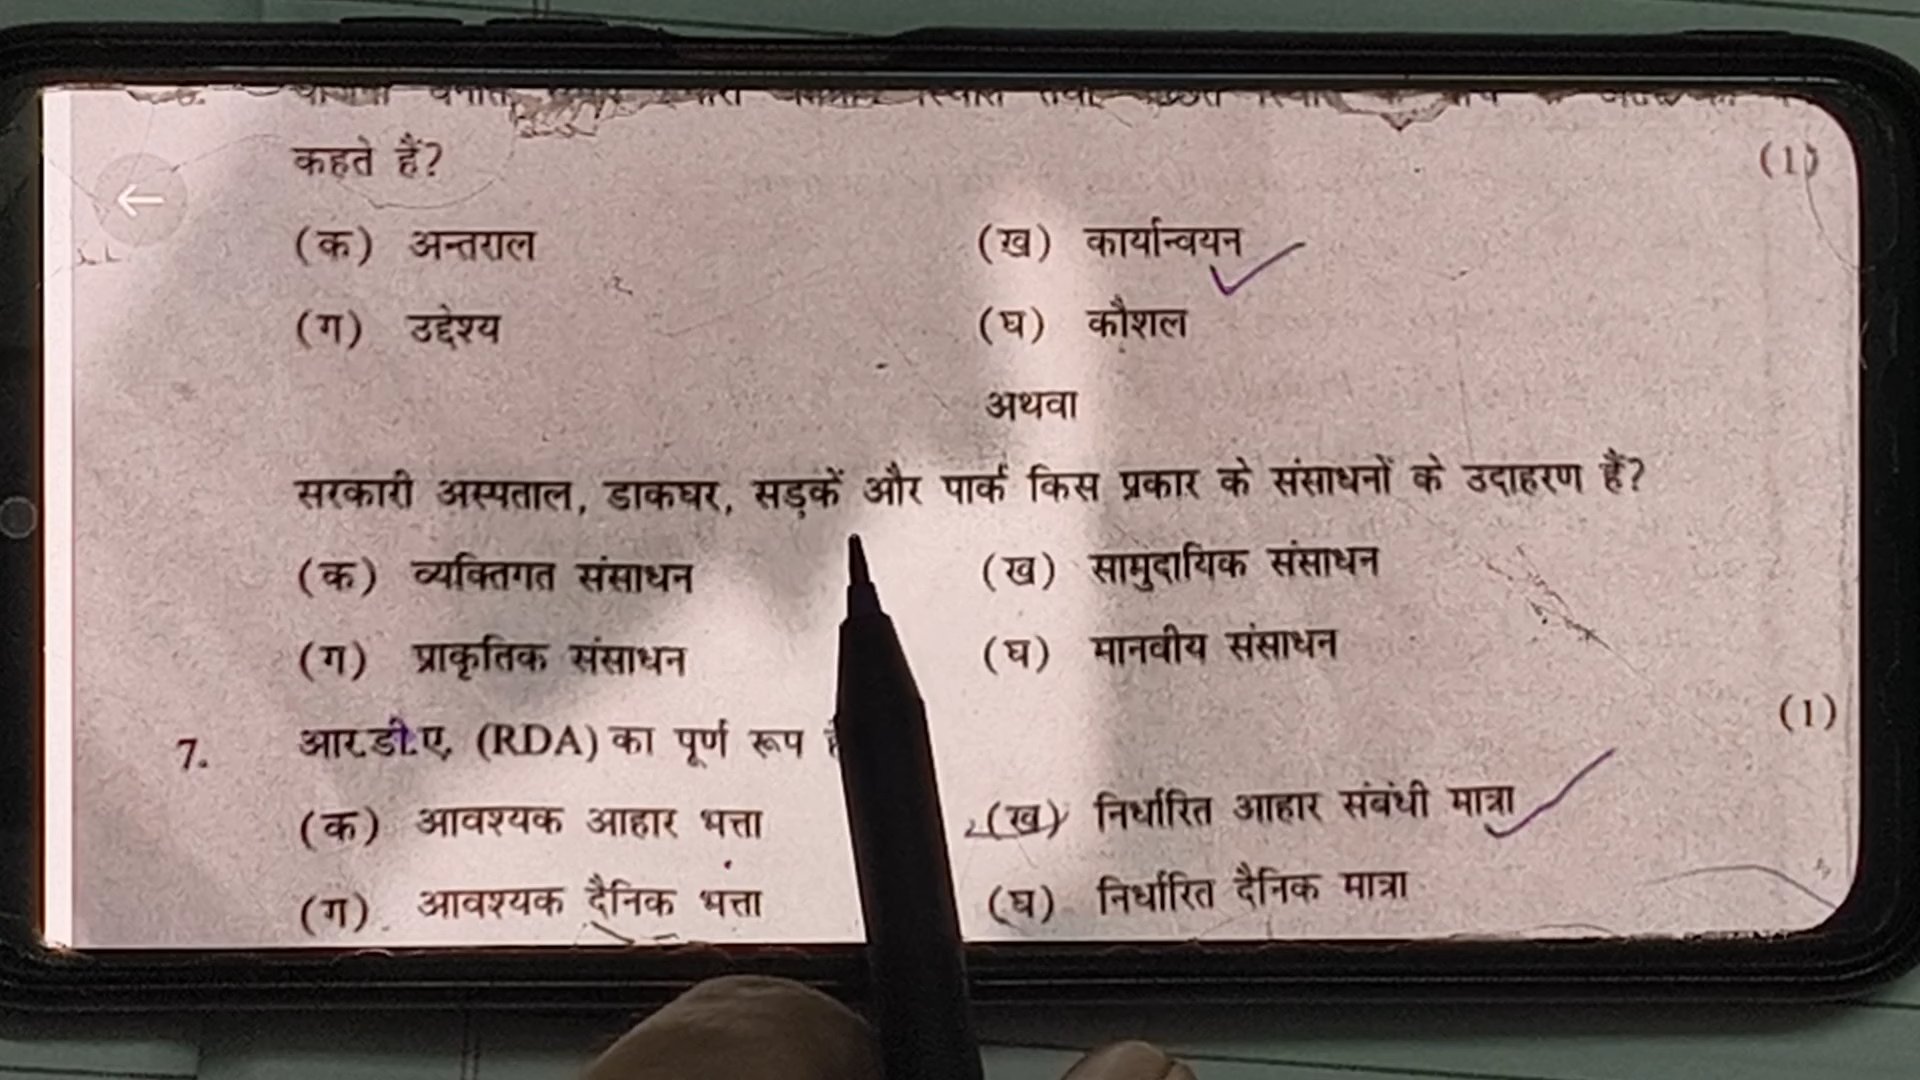 कहते हैं? (1)
(क) अन्तराल (ख) कार्यान्वयन
(ग) उद्देश्य (घ) कौशल
अथवा
सरकारी अस्पताल, डाकघर, सड़कें और पार्क किस प्रकार के संसाधनों के उदाहरण हैं?
(क) व्यक्तिगत संसाधन (ख) सामुदायिक संसाधन
(ग) प्राकृतिक संसाधन (घ) मानवीय संसाधन
(1)
7. आर.डी.ए. (RDA) का पूर्ण रूप
(क) आवश्यक आहार भत्ता (ख) निर्धारित आहार संबंधी मात्रा
(ग) आवश्यक दैनिक भत्ता (घ) निर्धारित दैनिक मात्रा